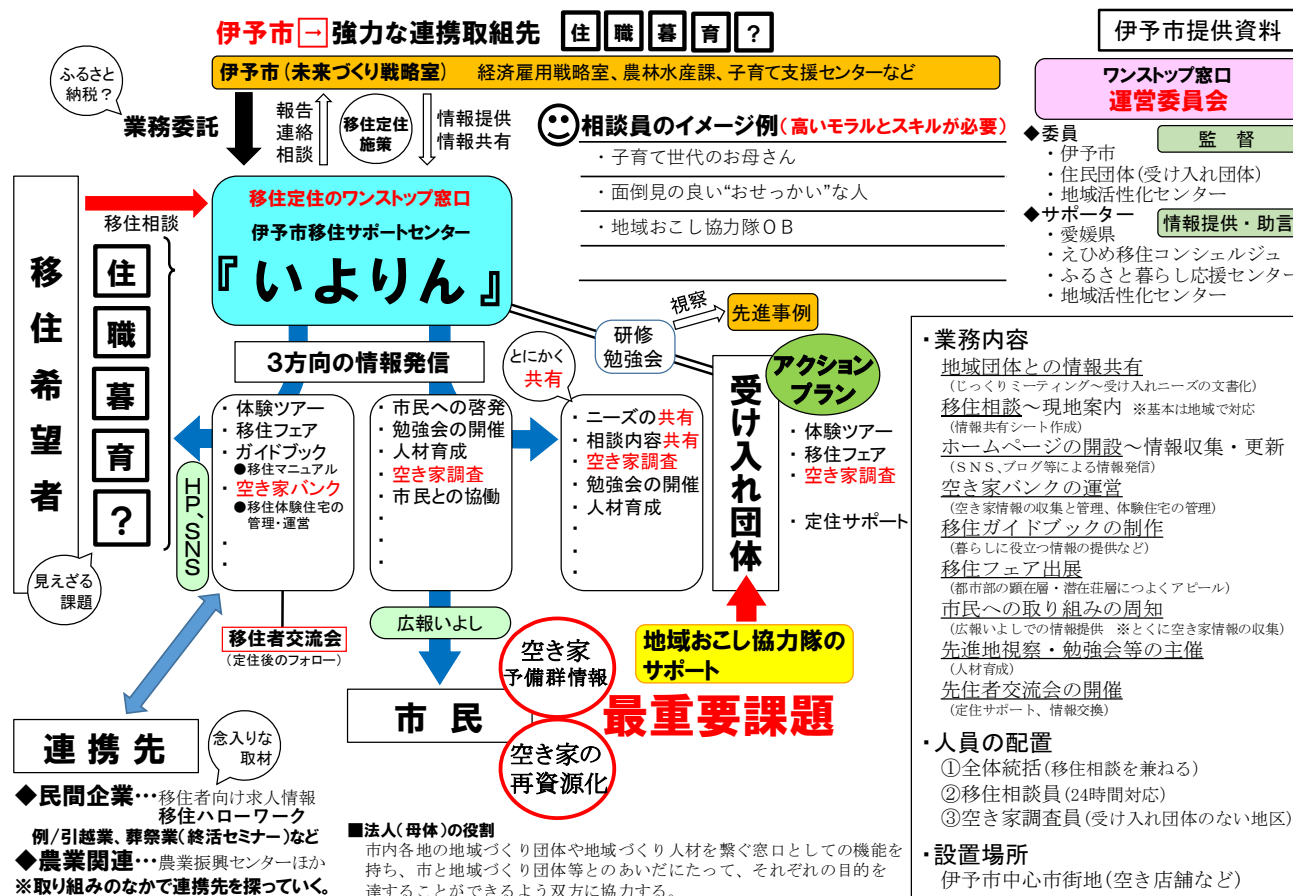 伊予市→強力な連携取組先 住 職 暮 育 ?
伊予市提供資料
伊予市(未来づくり戦略室) 経済雇用戦略室、農林水産課、子育て支援センターなど
ふるさと
納税?
業務委託
報告
連絡
相談
移住定住
施策
情報提供
情報共有
相談員のイメージ例(高いモラルとスキルが必要)
・子育て世代のお母さん
・面倒見の良い“おせっかい”な人
・地域おこし協力隊OB
ワンストップ窓口
運営委員会
◆委員
監 督
・伊予市
・住民団体(受け入れ団体)
・地域活性化センター
◆サポーター
情報提供・助言
・愛媛県
・えひめ移住コンシェルジュ
・ふるさと暮らし応援センター
・地域活性化センター
移住希望者
移住相談
住
職
暮
育
?
見えざる
課題
移住定住のワンストップ窓口
伊予市移住サポートセンター
『いよりん』
3方向の情報発信
とにかく
共有
研修
勉強会
視察
先進事例
HP、SNS
・体験ツアー
・移住フェア
・ガイドブック
●移住マニュアル
・空き家バンク
●移住体験住宅の
管理・運営
・
・
・市民への啓発
・勉強会の開催
・人材育成
・空き家調査
・市民との協働
・
・
・
・ニーズの共有
・相談内容共有
・空き家調査
・勉強会の開催
・人材育成
・
・
・
受け入れ団体
アクション
プラン
・体験ツアー
・移住フェア
・空き家調査
・定住サポート
移住者交流会
(定住後のフォロー)
広報いよし
地域おこし協力隊の
サポート
空き家
予備群情報
最重要課題
空き家の
再資源化
市 民
連携先
念入りな
取材
◆民間企業…移住者向け求人情報
移住ハローワーク
例/引越業、葬祭業(終活セミナー)など
◆農業関連…農業振興センターほか
※取り組みのなかで連携先を探っていく。
■法人(母体)の役割
市内各地の地域づくり団体や地域づくり人材を繋ぐ窓口としての機能を
持ち、市と地域づくり団体等とのあいだにたって、それぞれの目的を
達することができるよう双方に協力する。
・業務内容
地域団体との情報共有
(じっくりミーティング～受け入れニーズの文書化)
移住相談～現地案内 ※基本は地域で対応
(情報共有シート作成)
ホームページの開設～情報収集・更新
(SNS、ブログ等による情報発信)
空き家バンクの運営
(空き家情報の収集と管理、体験住宅の管理)
移住ガイドブックの制作
(暮らしに役立つ情報の提供など)
移住フェア出展
(都市部の顕在層・潜在荘層につよくアピール)
市民への取り組みの周知
(広報いよしでの情報提供 ※とくに空き家情報の収集)
先進地視察・勉強会等の主催
(人材育成)
先住者交流会の開催
(定住サポート、情報交換)
・人員の配置
①全体統括(移住相談を兼ねる)
②移住相談員(24時間対応)
③空き家調査員(受け入れ団体のない地区)
・設置場所
伊予市中心市街地(空き店舗など)